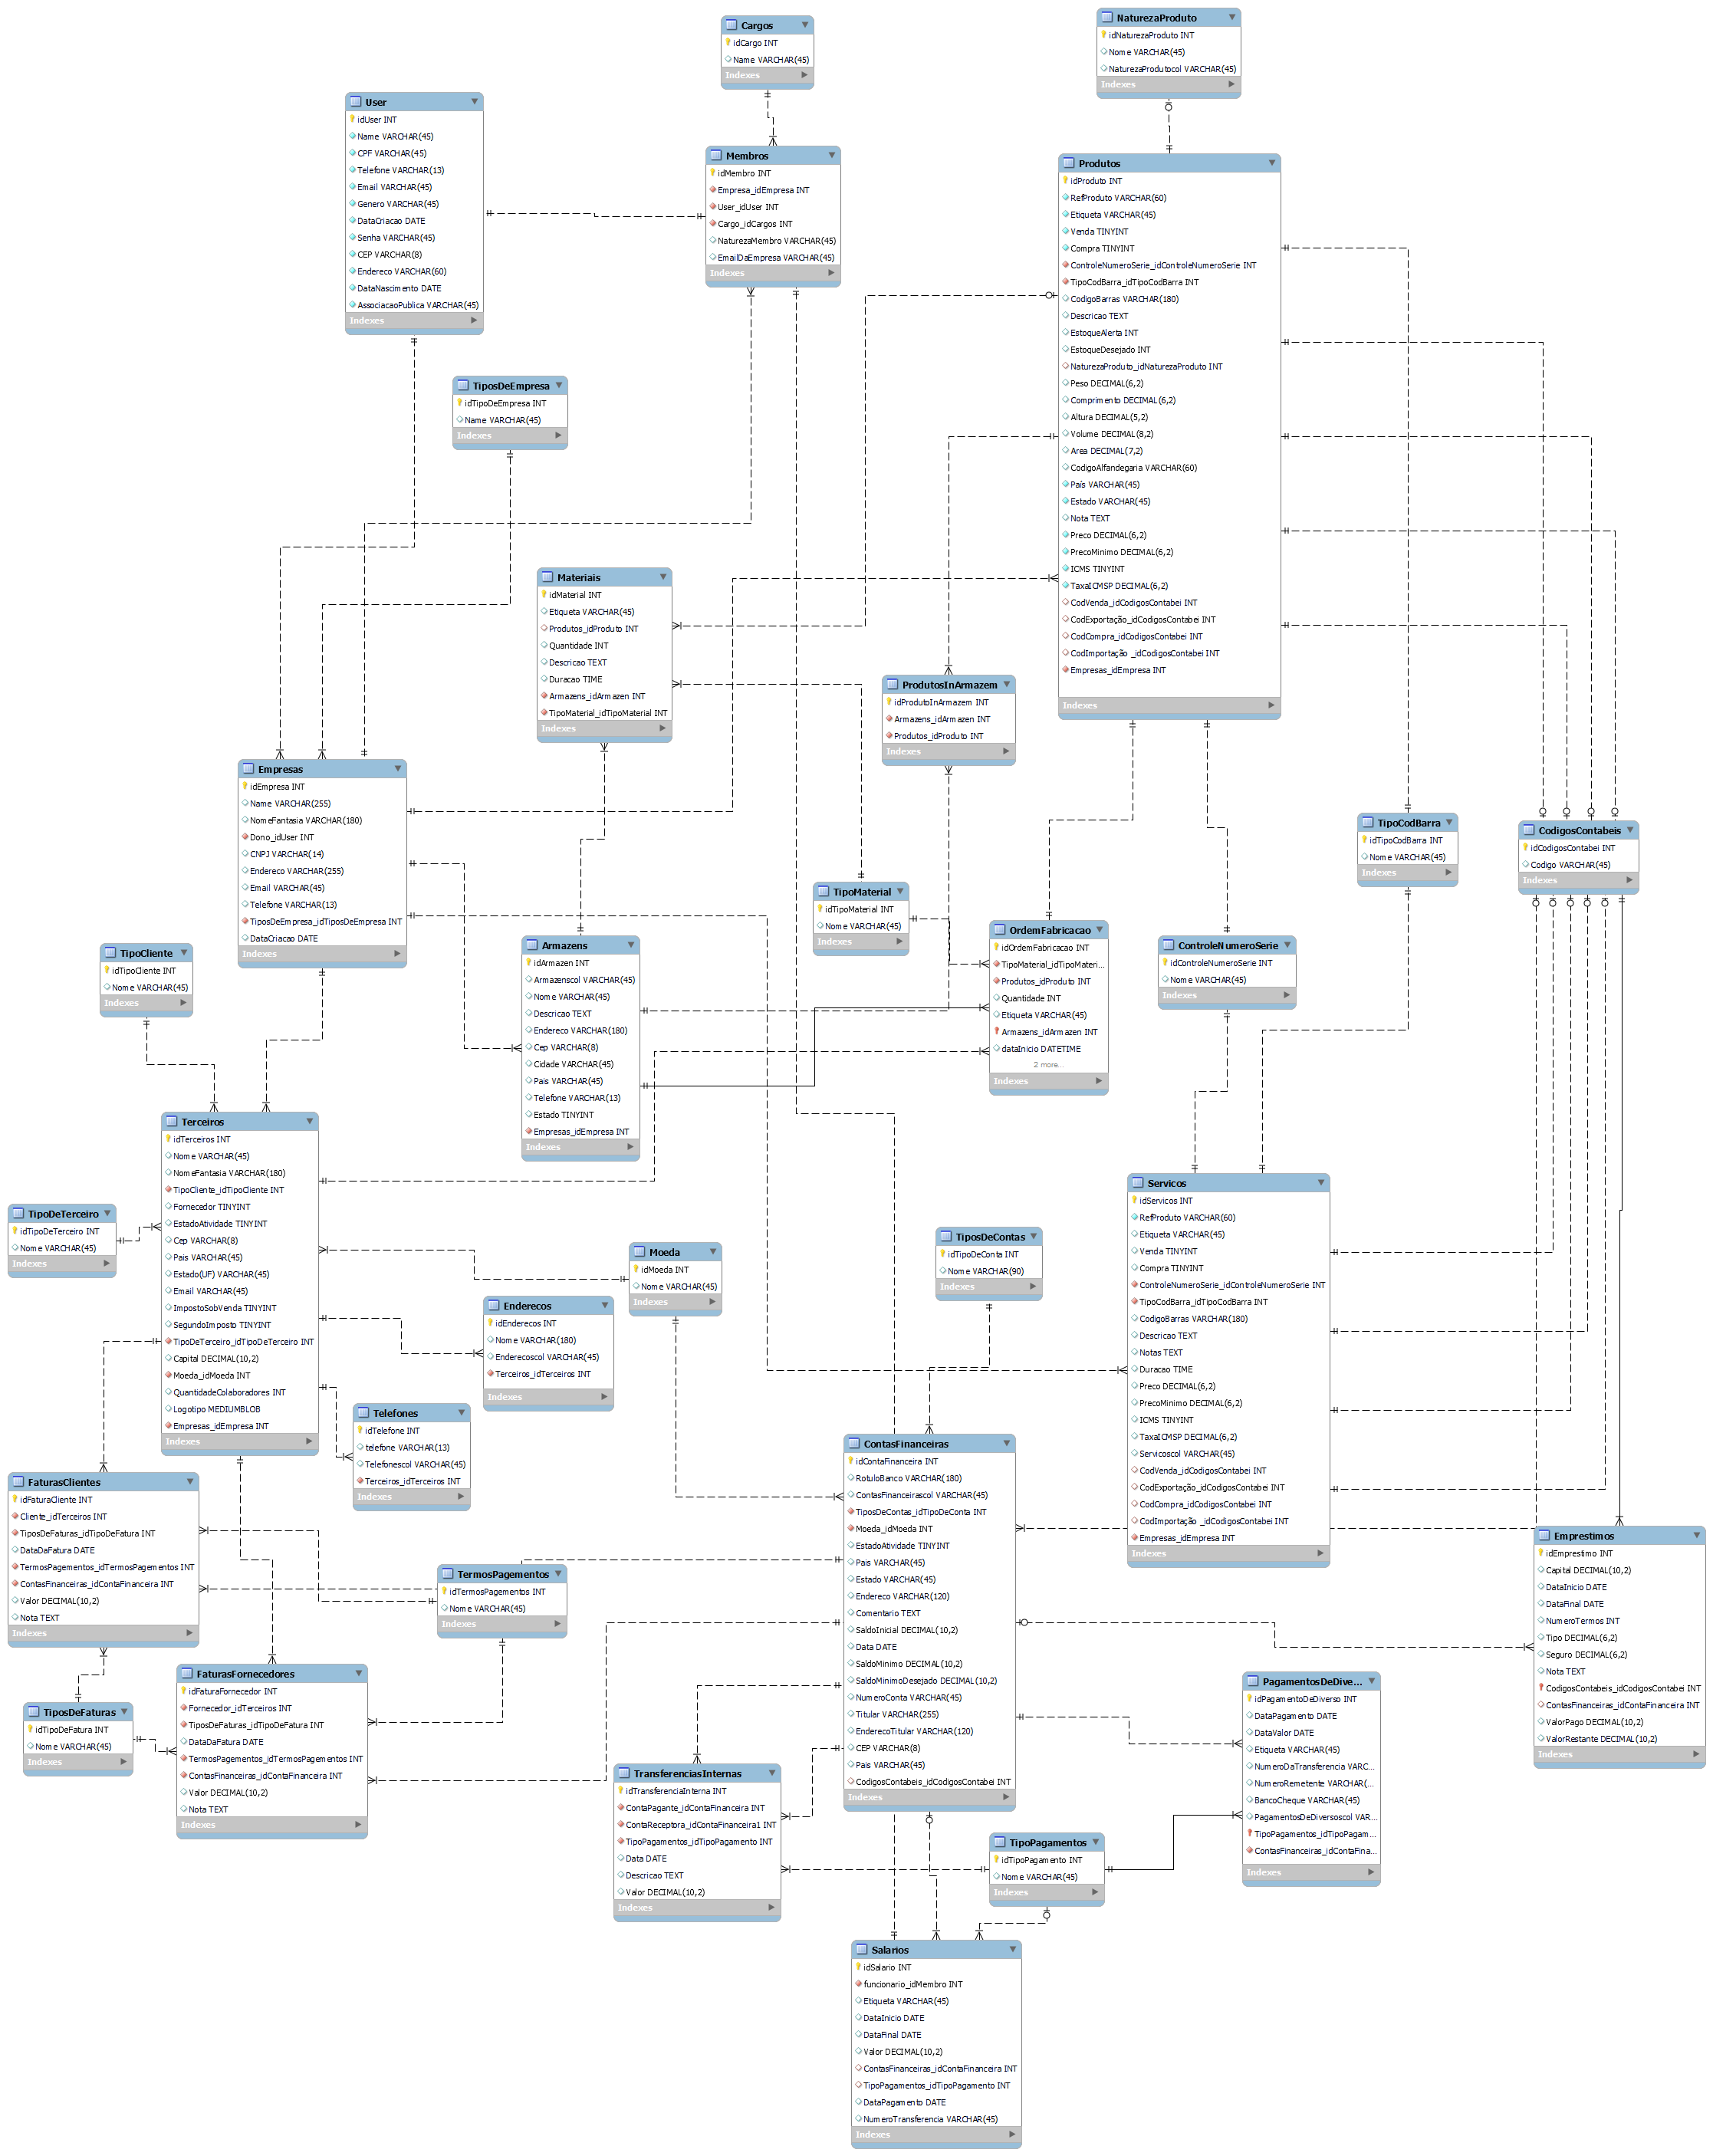 Cargos
idCargo INT
Name VARCHAR(45)
Indexes
NaturezaProduto
idNaturezaProduto INT
Nome VARCHAR(45)
NaturezaProdutocol VARCHAR(45)
Indexes
User
idUser INT
Name VARCHAR(45)
CPF VARCHAR(45)
Telefone VARCHAR(13)
Email VARCHAR(45)
Genero VARCHAR(45)
DataCriacao DATE
Senha VARCHAR(45)
CEP VARCHAR(8)
Endereco VARCHAR(60)
DataNascimento DATE
AssociacaoPublica VARCHAR(45)
Indexes
Membros
idMembro INT
Empresa_idEmpresa INT
User_idUser INT
Cargo_idCargos INT
NaturezaMembro VARCHAR(45)
EmailDaEmpresa VARCHAR(45)
Indexes
Produtos
idProduto INT
RefProduto VARCHAR(60)
Etiqueta VARCHAR(45)
Venda TINYINT
Compra TINYINT
ControleNumeroSerie_idControleNumeroSerie INT
TipoCodBarra_idTipoCodBarra INT
CodigoBarras VARCHAR(180)
Descricao TEXT
EstoqueAlerta INT
EstoqueDesejado INT
NaturezaProduto_idNaturezaProduto INT
Peso DECIMAL(6,2)
Comprimento DECIMAL(6,2)
Altura DECIMAL(5,2)
Volume DECIMAL(8,2)
Area DECIMAL(7,2)
CodigoAlfandegaria VARCHAR(60)
País VARCHAR(45)
Estado VARCHAR(45)
Nota TEXT
Preco DECIMAL(6,2)
PrecoMinimo DECIMAL(6,2)
ICMS TINYINT
TaxaICMSP DECIMAL(6,2)
CodVenda_idCodigosContabei INT
CodExportação_idCodigosContabei INT
CodCompra_idCodigosContabei INT
CodImportação _idCodigosContabei INT
Empresas_idEmpresa INT
Indexes
TiposDeEmpresa
idTipoDeEmpresa INT
Name VARCHAR(45)
Indexes
Materiais
idMaterial INT
Etiqueta VARCHAR(45)
Produtos_idProduto INT
Quantidade INT
Descricao TEXT
Duracao TIME
Armazens_idArmazen INT
TipoMaterial_idTipoMaterial INT
Indexes
ProdutosInArmazem
idProdutoInArmazem INT
Armazens_idArmazen INT
Produtos_idProduto INT
Indexes
Empresas
idEmpresa INT
Name VARCHAR(255)
NomeFantasia VARCHAR(180)
Dono_idUser INT
CNPJ VARCHAR(14)
Endereco VARCHAR(255)
Email VARCHAR(45)
Telefone VARCHAR(13)
TiposDeEmpresa_idTiposDeEmpresa INT
DataCriacao DATE
Indexes
TipoCodBarra
idTipoCodBarra INT
Nome VARCHAR(45)
Indexes
CodigosContabeis
idCodigosContabei INT
Codigo VARCHAR(45)
Indexes
TipoMaterial
idTipoMaterial INT
Nome VARCHAR(45)
Indexes
OrdemFabricacao
idOrdemFabricacao INT
TipoMaterial_idTipoMateri...
Produtos_idProduto INT
Quantidade INT
Etiqueta VARCHAR(45)
Armazens_idArmazen INT
dataInicio DATETIME
2 more...
Indexes
ControleNumeroSerie
idControleNumeroSerie INT
Nome VARCHAR(45)
Indexes
TipoCliente
idTipoCliente INT
Nome VARCHAR(45)
Indexes
Armazens
idArmazen INT
Armazenscol VARCHAR(45)
Nome VARCHAR(45)
Descricao TEXT
Endereco VARCHAR(180)
Cep VARCHAR(8)
Cidade VARCHAR(45)
Pais VARCHAR(45)
Telefone VARCHAR(13)
Estado TINYINT
Empresas_idEmpresa INT
Indexes
Terceiros
idTerceiros INT
Nome VARCHAR(45)
NomeFantasia VARCHAR(180)
TipoCliente_idTipoCliente INT
Fornecedor TINYINT
EstadoAtividade TINYINT
Cep VARCHAR(8)
Pais VARCHAR(45)
Estado(UF) VARCHAR(45)
Email VARCHAR(45)
ImpostoSobVenda TINYINT
SegundoImposto TINYINT
TipoDeTerceiro_idTipoDeTerceiro INT
Capital DECIMAL(10,2)
Moeda_idMoeda INT
QuantidadeColaboradores INT
Logotipo MEDIUMBLOB
Empresas_idEmpresa INT
Indexes
TipoDeTerceiro
idTipoDeTerceiro INT
Nome VARCHAR(45)
Indexes
Moeda
idMoeda INT
Nome VARCHAR(45)
Indexes
TiposDeContas
idTipoDeConta INT
Nome VARCHAR(90)
Indexes
Servicos
idServicos INT
RefProduto VARCHAR(60)
Etiqueta VARCHAR(45)
Venda TINYINT
Compra TINYINT
ControleNumeroSerie_idControleNumeroSerie INT
TipoCodBarra_idTipoCodBarra INT
CodigoBarras VARCHAR(180)
Descricao TEXT
Notas TEXT
Duracao TIME
Preco DECIMAL(6,2)
PrecoMinimo DECIMAL(6,2)
ICMS TINYINT
TaxaICMSP DECIMAL(6,2)
Servicoscol VARCHAR(45)
CodVenda_idCodigosContabei INT
CodExportação_idCodigosContabei INT
CodCompra_idCodigosContabei INT
CodImportação _idCodigosContabei INT
Empresas_idEmpresa INT
Indexes
Enderecos
idEnderecos INT
Nome VARCHAR(180)
Enderecoscol VARCHAR(45)
Terceiros_idTerceiros INT
Indexes
Telefones
idTelefone INT
telefone VARCHAR(13)
Telefonescol VARCHAR(45)
Terceiros_idTerceiros INT
Indexes
ContasFinanceiras
idContaFinanceira INT
RotuloBanco VARCHAR(180)
ContasFinanceirascol VARCHAR(45)
TiposDeContas_idTipoDeConta INT
Moeda_idMoeda INT
EstadoAtividade TINYINT
Pais VARCHAR(45)
Estado VARCHAR(45)
Endereco VARCHAR(120)
Comentario TEXT
SaldoInicial DECIMAL(10,2)
Data DATE
SaldoMinimo DECIMAL(10,2)
SaldoMinimoDesejado DECIMAL(10,2)
NumeroConta VARCHAR(45)
Titular VARCHAR(255)
EnderecoTitular VARCHAR(120)
CEP VARCHAR(8)
Pais VARCHAR(45)
CodigosContabeis_idCodigosContabei INT
Indexes
FaturasClientes
idFaturaCliente INT
Cliente_idTerceiros INT
TiposDeFaturas_idTipoDeFatura INT
DataDaFatura DATE
TermosPagementos_idTermosPagementos INT
ContasFinanceiras_idContaFinanceira INT
Valor DECIMAL(10,2)
Nota TEXT
Indexes
TermosPagementos
idTermosPagementos INT
Nome VARCHAR(45)
Indexes
Emprestimos
idEmprestimo INT
Capital DECIMAL(10,2)
DataInicio DATE
DataFinal DATE
NumeroTermos INT
Tipo DECIMAL(6,2)
Seguro DECIMAL(6,2)
Nota TEXT
CodigosContabeis_idCodigosContabei INT
ContasFinanceiras_idContaFinanceira INT
ValorPago DECIMAL(10,2)
ValorRestante DECIMAL(10,2)
Indexes
FaturasFornecedores
idFaturaFornecedor INT
Fornecedor_idTerceiros INT
TiposDeFaturas_idTipoDeFatura INT
DataDaFatura DATE
TermosPagementos_idTermosPagementos INT
ContasFinanceiras_idContaFinanceira INT
Valor DECIMAL(10,2)
Nota TEXT
Indexes
TiposDeFaturas
idTipoDeFatura INT
Nome VARCHAR(45)
Indexes
PagamentosDeDive...
idPagamentoDeDiverso INT
DataPagamento DATE
DataValor DATE
Etiqueta VARCHAR(45)
NumeroDaTransferencia VARC...
NumeroRemetente VARCHAR(...
BancoCheque VARCHAR(45)
PagamentosDeDiversoscol VAR...
TipoPagamentos_idTipoPagam...
ContasFinanceiras_idContaFina...
Indexes
TransferenciasInternas
idTransferenciaInterna INT
ContaPagante_idContaFinanceira INT
ContaReceptora_idContaFinanceira1 INT
TipoPagamentos_idTipoPagamento INT
Data DATE
Descricao TEXT
Valor DECIMAL(10,2)
Indexes
TipoPagamentos
idTipoPagamento INT
Nome VARCHAR(45)
Indexes
Salarios
idSalario INT
funcionario_idMembro INT
Etiqueta VARCHAR(45)
DataInicio DATE
DataFinal DATE
Valor DECIMAL(10,2)
ContasFinanceiras_idContaFinanceira INT
TipoPagamentos_idTipoPagamento INT
DataPagamento DATE
NumeroTransferencia VARCHAR(45)
Indexes